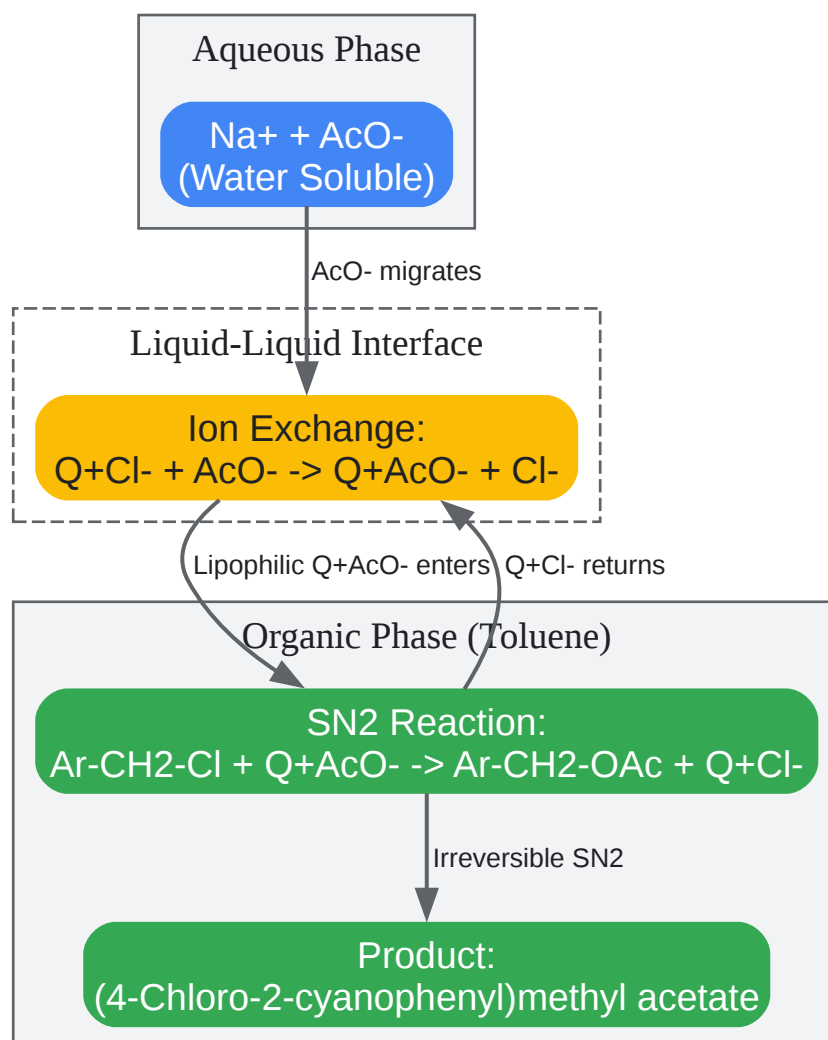 Aqueous Phase
Na+ + AcO-
(Water Soluble)
AcO- migrates
Liquid-Liquid Interface
Ion Exchange:
Q+Cl- + AcO- -> Q+AcO- + Cl-
Lipophilic Q+AcO- enters
Q+Cl- returns
Organic Phase (Toluene)
SN2 Reaction:
Ar-CH2-Cl + Q+AcO- -> Ar-CH2-OAc + Q+Cl-
Irreversible SN2
Product:
(4-Chloro-2-cyanophenyl)methyl acetate